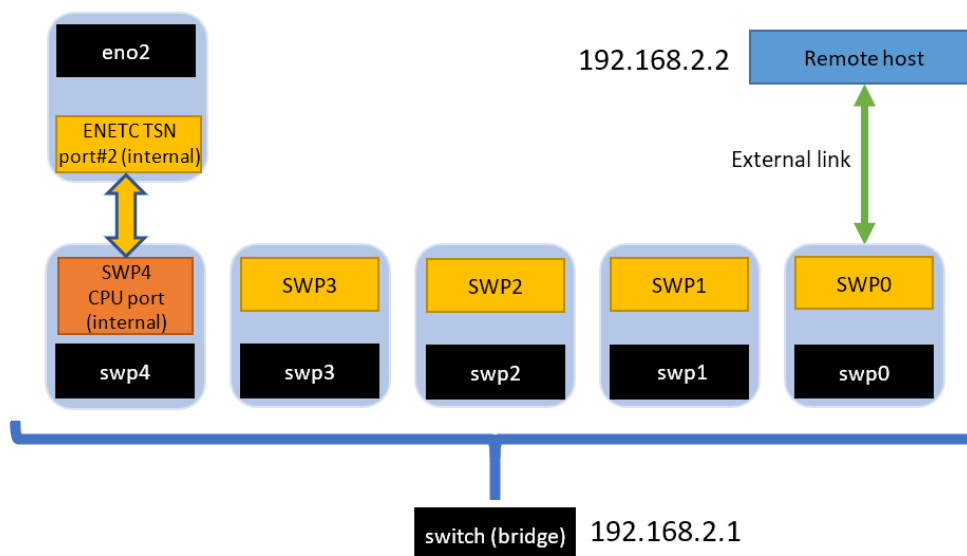 eno2
ENETC TSN
port#2 (internal)
192.168.2.2
Remote host
External link
SWP4
CPU port
(internal)
SWP3
SWP2
SWP1
SWP0
swp4
swp3
swp2
swp1
swp0
switch (bridge)
192.168.2.1